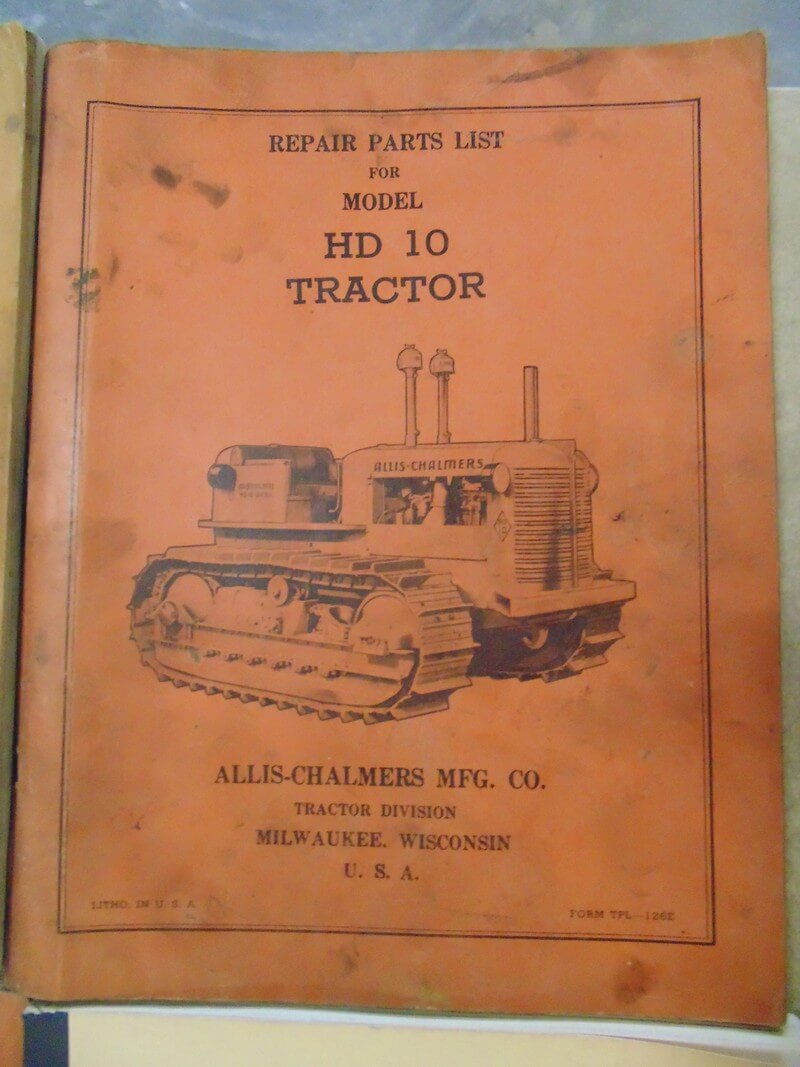 REPAIR PARTS LIST
FOR
MODEL
HD 10
TRACTOR
ALLIS-CHALMERS
ALLIS-CHALMERS MFG. CO.
TRACTOR DIVISION
MILWAUKEE, WISCONSIN
U. S. A.
LITHO. IN U. S. A.
FORM TPL—126E